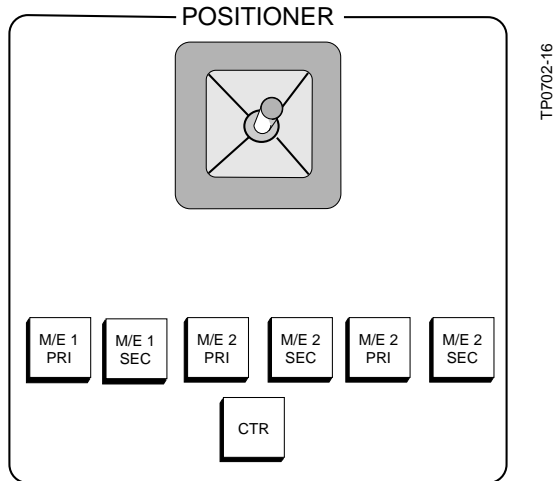 POSITIONER
TP0702-16
M/E 1
PRI
M/E 1
SEC
M/E 2
PRI
M/E 2
SEC
M/E 2
PRI
M/E 2
SEC
CTR